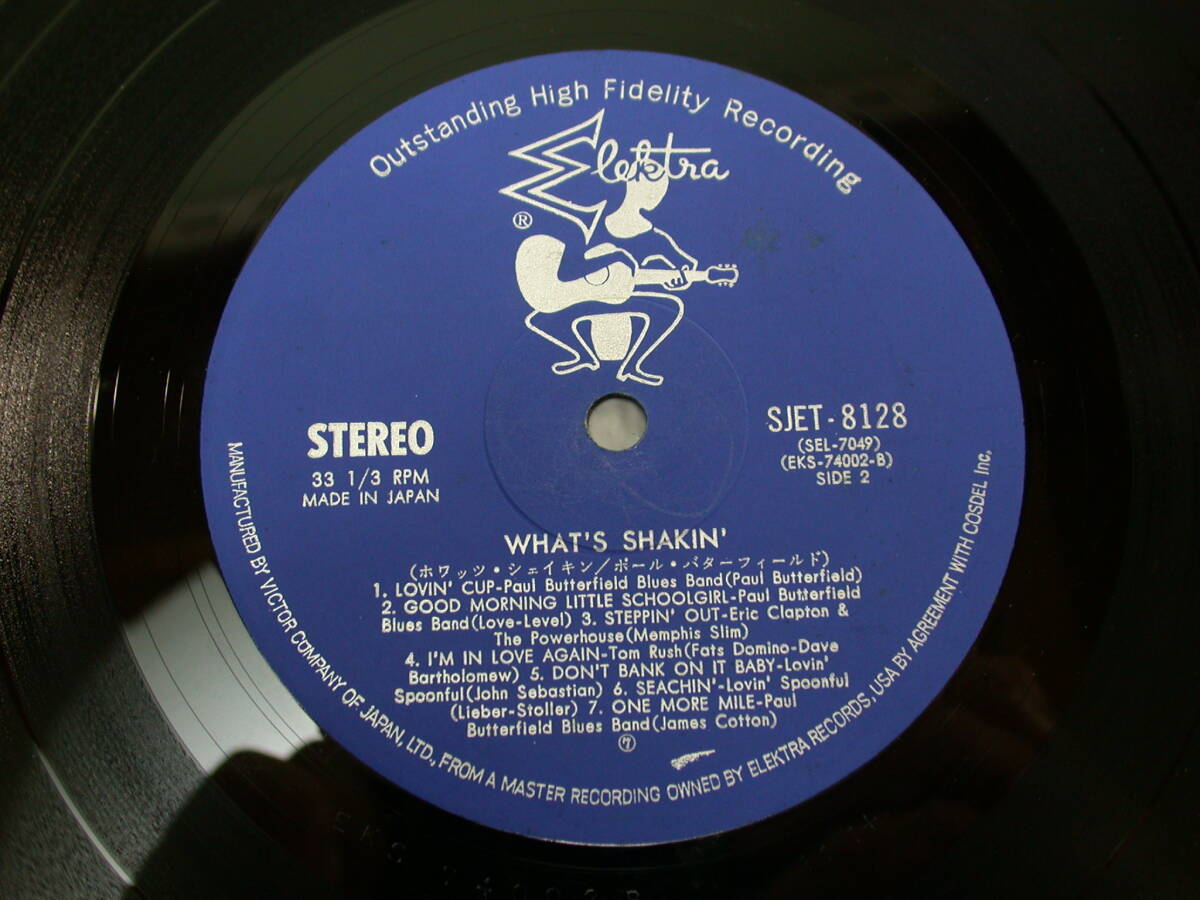 Outstanding High Fidelity Recording
Elektra
®
STEREO
33 1/3 RPM
MADE IN JAPAN
SJET-8128
(SEL-7049)
(EKS-74002-B)
SIDE 2
WHAT'S SHAKIN'
(ホワッツ・シェイキン/ポール・バターフィールド)
1. LOVIN' CUP-Paul Butterfield Blues Band(Paul Butterfield)
2. GOOD MORNING LITTLE SCHOOLGIRL-Paul Butterfield
Blues Band(Love-Level) 3. STEPPIN' OUT-Eric Clapton &
The Powerhouse(Memphis Slim)
4. I'M IN LOVE AGAIN-Tom Rush(Fats Domino-Dave
Bartholomew) 5. DON'T BANK ON IT BABY-Lovin'
Spoonful(John Sebastian) 6. SEACHIN'-Lovin' Spoonful
(Lieber-Stoller) 7. ONE MORE MILE-Paul
Butterfield Blues Band(James Cotton)
MANUFACTURED BY VICTOR COMPANY OF JAPAN, LTD., FROM A MASTER RECORDING OWNED BY ELEKTRA RECORDS, USA BY AGREEMENT WITH COSDEL Inc.